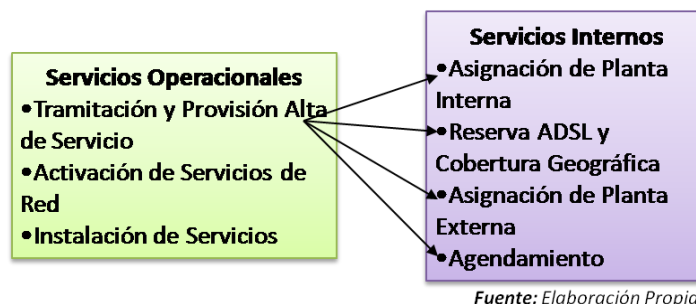 Servicios Operacionales
•Tramitación y Provisión Alta
de Servicio
•Activación de Servicios de
Red
•Instalación de Servicios
Servicios Internos
•Asignación de Planta
Interna
•Reserva ADSL y
Cobertura Geográfica
•Asignación de Planta
Externa
•Agendamiento
Fuente: Elaboración Propia